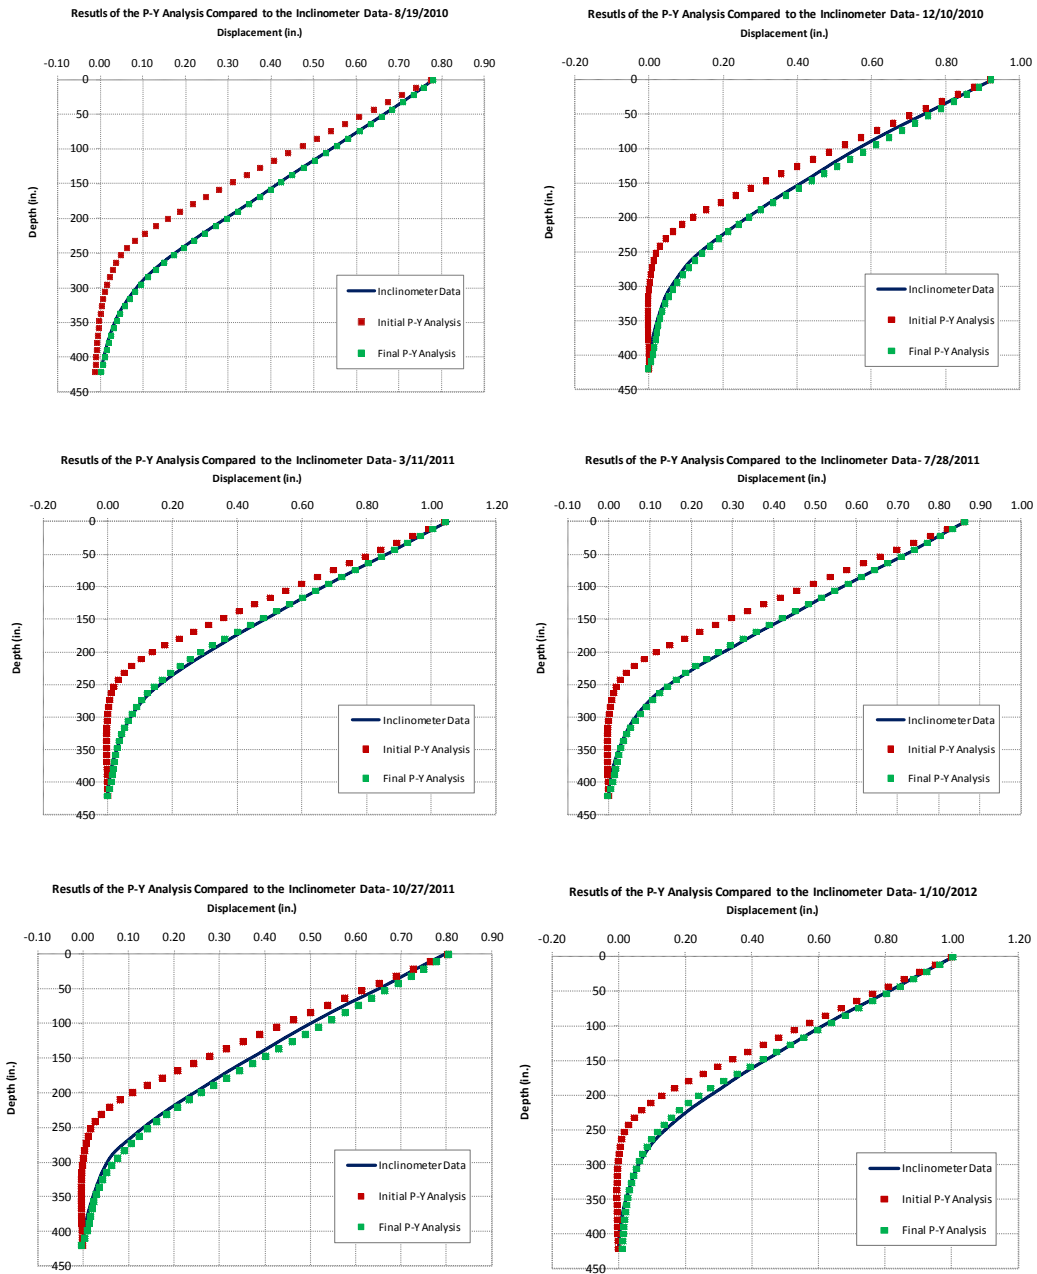 Resutls of the P-Y Analysis Compared to the Inclinometer Data- 8/19/2010
Displacement (in.)
-0.10 0.00 0.10 0.20 0.30 0.40 0.50 0.60 0.70 0.80 0.90
0
50
100
150
200
250
300
350
400
450
Depth (in.)
Inclinometer Data
Initial P-Y Analysis
Final P-Y Analysis
Resutls of the P-Y Analysis Compared to the Inclinometer Data- 12/10/2010
Displacement (in.)
-0.20 0.00 0.20 0.40 0.60 0.80 1.00
0
50
100
150
200
250
300
350
400
450
Depth (in.)
Inclinometer Data
Initial P-Y Analysis
Final P-Y Analysis
Resutls of the P-Y Analysis Compared to the Inclinometer Data- 3/11/2011
Displacement (in.)
-0.20 0.00 0.20 0.40 0.60 0.80 1.00 1.20
0
50
100
150
200
250
300
350
400
450
Depth (in.)
Inclinometer Data
Initial P-Y Analysis
Final P-Y Analysis
Resutls of the P-Y Analysis Compared to the Inclinometer Data- 7/28/2011
Displacement (in.)
-0.10 0.00 0.10 0.20 0.30 0.40 0.50 0.60 0.70 0.80 0.90 1.00
0
50
100
150
200
250
300
350
400
450
Depth (in.)
Inclinometer Data
Initial P-Y Analysis
Final P-Y Analysis
Resutls of the P-Y Analysis Compared to the Inclinometer Data- 10/27/2011
Displacement (in.)
-0.10 0.00 0.10 0.20 0.30 0.40 0.50 0.60 0.70 0.80 0.90
0
50
100
150
200
250
300
350
400
450
Depth (in.)
Inclinometer Data
Initial P-Y Analysis
Final P-Y Analysis
Resutls of the P-Y Analysis Compared to the Inclinometer Data- 1/10/2012
Displacement (in.)
-0.20 0.00 0.20 0.40 0.60 0.80 1.00 1.20
0
50
100
150
200
250
300
350
400
450
Depth (in.)
Inclinometer Data
Initial P-Y Analysis
Final P-Y Analysis